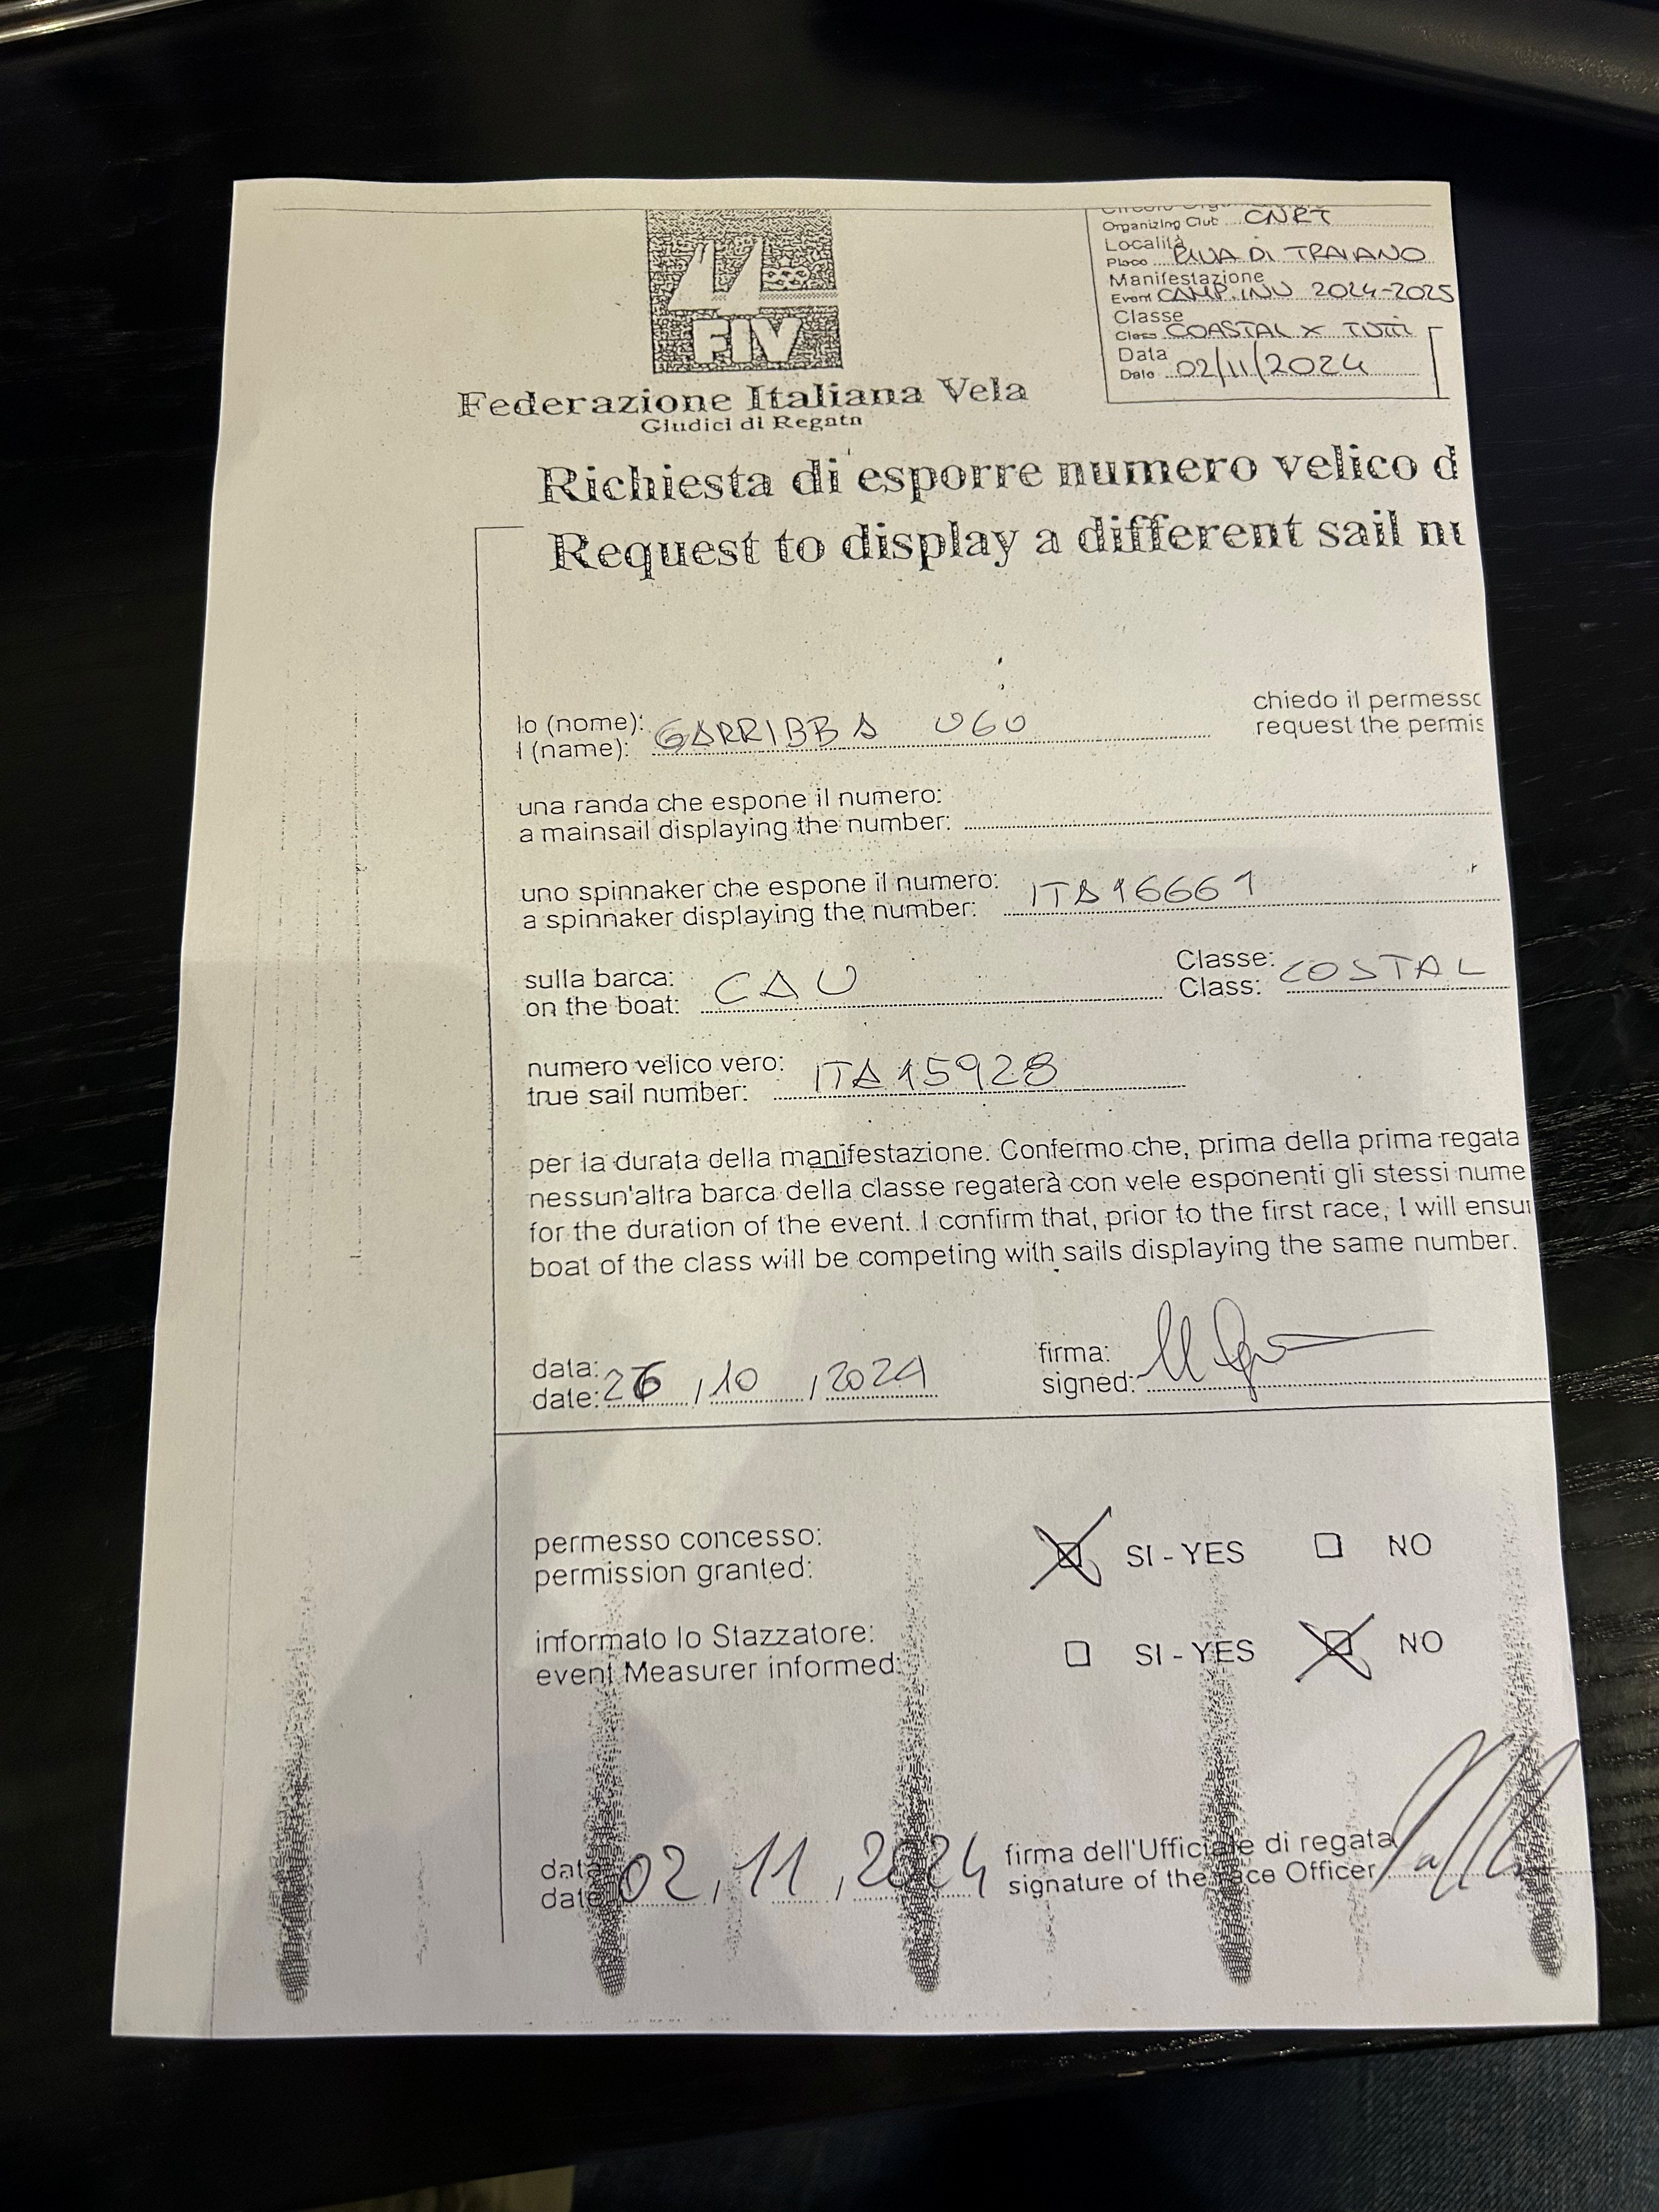 Organizing Club CNRT
Località
Place RIVA DI TRAIANO
Manifestazione
Event CAMP. INV 2024-2025
Classe
Class COASTAL X TUTTI
Data
Date 02/11/2024
FIV
Federazione Italiana Vela
Giudici di Regata
Richiesta di esporre numero velico d
Request to display a different sail nu
Io (nome):
I (name): GARRIBBA UGO
chiedo il permesso
request the permis
una randa che espone il numero:
a mainsail displaying the number:
uno spinnaker che espone il numero:
a spinnaker displaying the number: ITA 16661
sulla barca:
on the boat: CAU
Classe:
Class: COSTAL
numero velico vero:
true sail number: ITA 15928
per la durata della manifestazione. Confermo che, prima della prima regata
nessun'altra barca della classe regaterà con vele esponenti gli stessi nume
for the duration of the event. I confirm that, prior to the first race, I will ensur
boat of the class will be competing with sails displaying the same number.
data:
date: 26 / 10 / 2024
firma:
signed:
permesso concesso:
permission granted: SI - YES NO
informato lo Stazzatore:
event Measurer informed: SI - YES NO
data
date 02, 11, 2024
firma dell'Ufficiale di regata
signature of the Race Officer